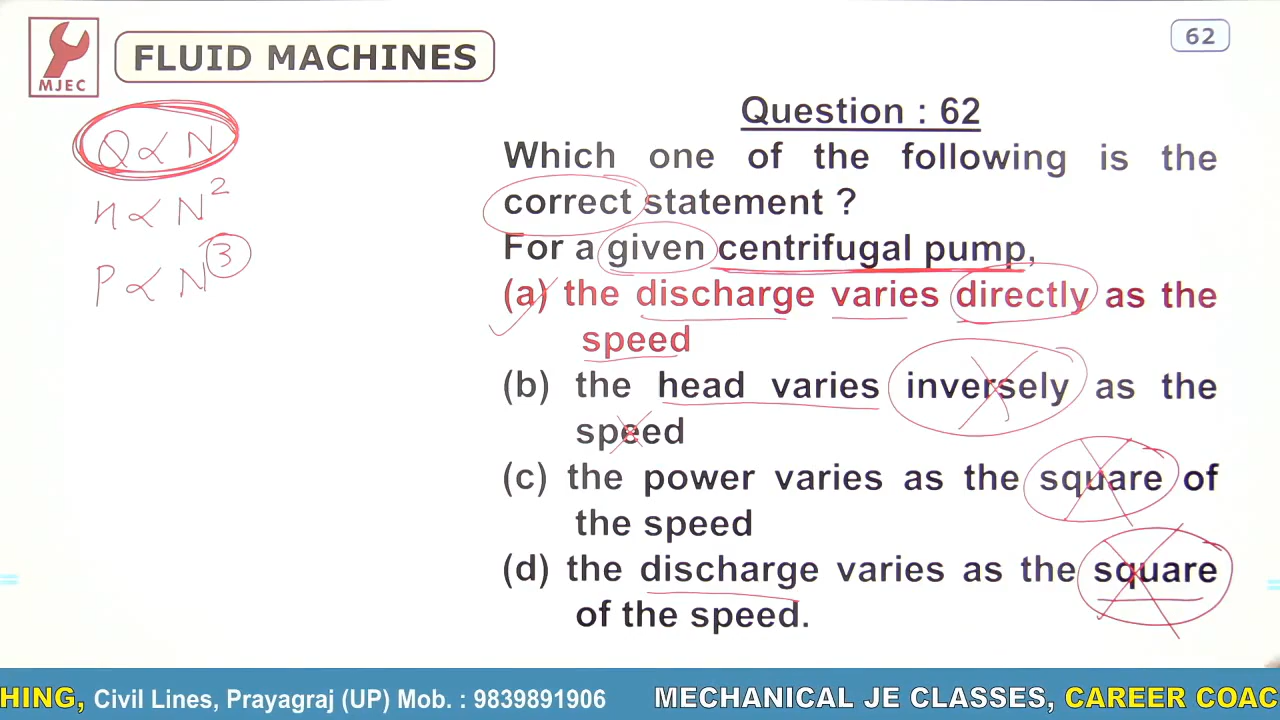 MJEC
FLUID MACHINES
62
Q ∝ N
H ∝ N²
P ∝ N³
Question : 62
Which one of the following is the
correct statement ?
For a given centrifugal pump,
(a) the discharge varies directly as the
speed
(b) the head varies inversely as the
speed
(c) the power varies as the square of
the speed
(d) the discharge varies as the square
of the speed.
HING, Civil Lines, Prayagraj (UP) Mob. : 9839891906 MECHANICAL JE CLASSES, CAREER COAC